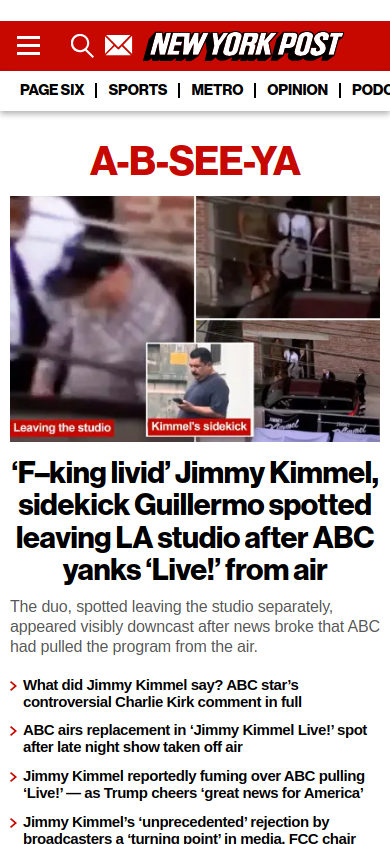 NEW YORK POST
PAGE SIX | SPORTS | METRO | OPINION | PODC
A-B-SEE-YA
Leaving the studio
Kimmel's sidekick
‘F–king livid’ Jimmy Kimmel,
sidekick Guillermo spotted
leaving LA studio after ABC
yanks ‘Live!’ from air
The duo, spotted leaving the studio separately,
appeared visibly downcast after news broke that ABC
had pulled the program from the air.
What did Jimmy Kimmel say? ABC star’s
controversial Charlie Kirk comment in full
ABC airs replacement in ‘Jimmy Kimmel Live!’ spot
after late night show taken off air
Jimmy Kimmel reportedly fuming over ABC pulling
‘Live!’ — as Trump cheers ‘great news for America’
Jimmy Kimmel’s ‘unprecedented’ rejection by
broadcasters a ‘turning point’ in media, FCC chair